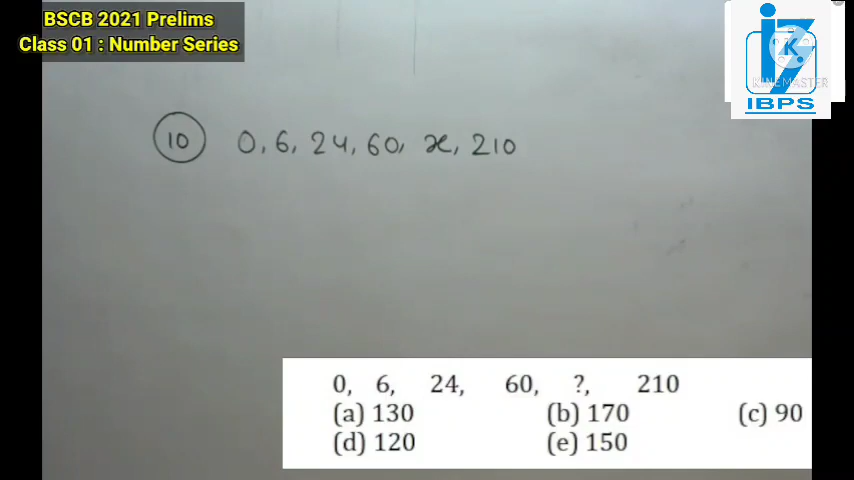 BSCB 2021 Prelims
Class 01 : Number Series
K
KINEMASTER
IBPS
10 0, 6, 24, 60, x, 210
0, 6, 24, 60, ?, 210
(a) 130 (b) 170 (c) 90
(d) 120 (e) 150